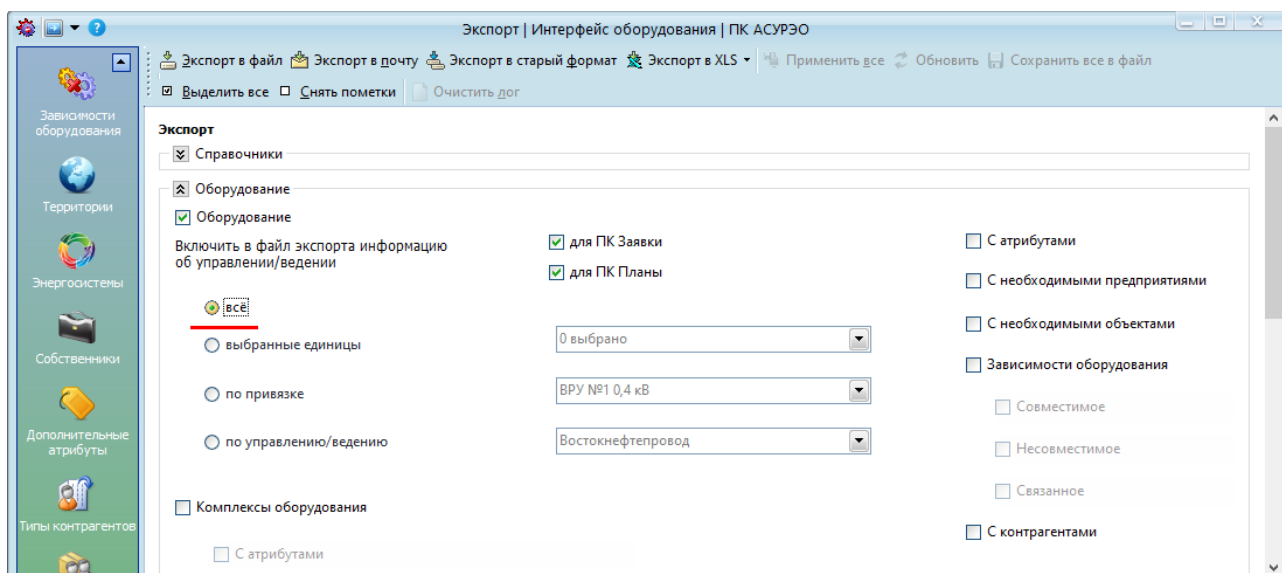 Экспорт | Интерфейс оборудования | ПК АСУРЭО
Экспорт в файл Экспорт в почту Экспорт в старый формат Экспорт в XLS Применить все Обновить Сохранить все в файл
Выделить все Снять пометки Очистить лог
Зависимости
оборудования
Территории
Энергосистемы
Собственники
Дополнительные
атрибуты
Типы контрагентов
Экспорт
Справочники
Оборудование
Оборудование
Включить в файл экспорта информацию
об управлении/ведении
для ПК Заявки
для ПК Планы
всё
выбранные единицы
0 выбрано
по привязке
ВРУ №1 0,4 кВ
по управлению/ведению
Востокнефтепровод
Комплексы оборудования
С атрибутами
С атрибутами
С необходимыми предприятиями
С необходимыми объектами
Зависимости оборудования
Совместимое
Несовместимое
Связанное
С контрагентами